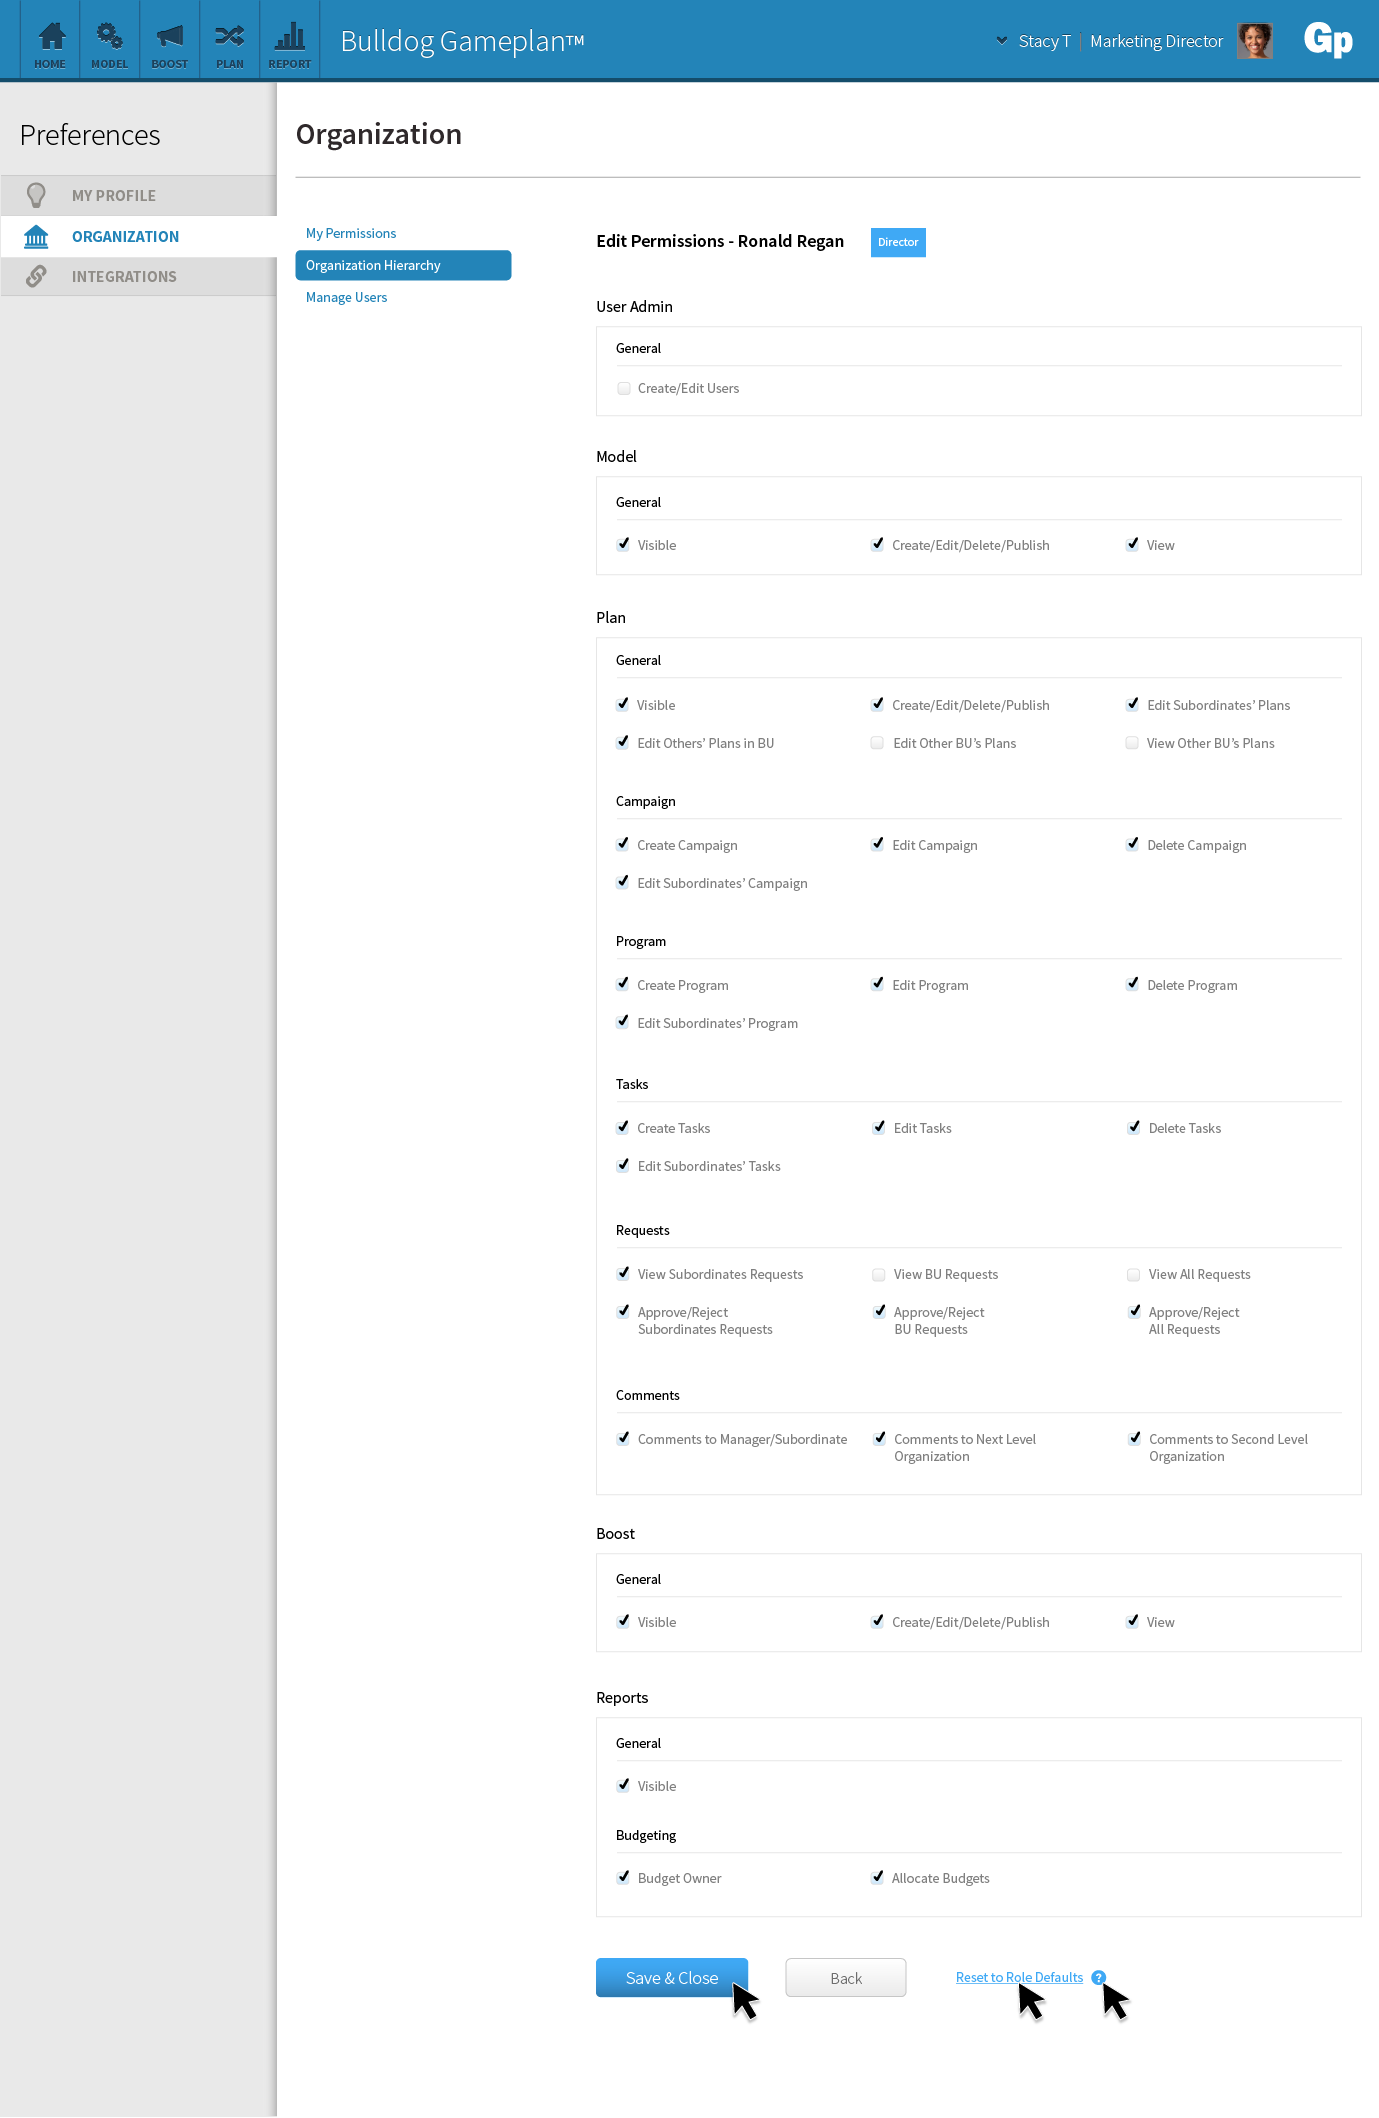 HOME
MODEL
BOOST
PLAN
REPORT
Bulldog Gameplan™
Stacy T | Marketing Director
Gp
Preferences
MY PROFILE
ORGANIZATION
INTEGRATIONS
Organization
My Permissions
Organization Hierarchy
Manage Users
Edit Permissions - Ronald Regan
Director
User Admin
General
Create/Edit Users
Model
General
Visible
Create/Edit/Delete/Publish
View
Plan
General
Visible
Create/Edit/Delete/Publish
Edit Subordinates’ Plans
Edit Others’ Plans in BU
Edit Other BU’s Plans
View Other BU’s Plans
Campaign
Create Campaign
Edit Campaign
Delete Campaign
Edit Subordinates’ Campaign
Program
Create Program
Edit Program
Delete Program
Edit Subordinates’ Program
Tasks
Create Tasks
Edit Tasks
Delete Tasks
Edit Subordinates’ Tasks
Requests
View Subordinates Requests
View BU Requests
View All Requests
Approve/Reject
Subordinates Requests
Approve/Reject
BU Requests
Approve/Reject
All Requests
Comments
Comments to Manager/Subordinate
Comments to Next Level
Organization
Comments to Second Level
Organization
Boost
General
Visible
Create/Edit/Delete/Publish
View
Reports
General
Visible
Budgeting
Budget Owner
Allocate Budgets
Save & Close
Back
Reset to Role Defaults
?